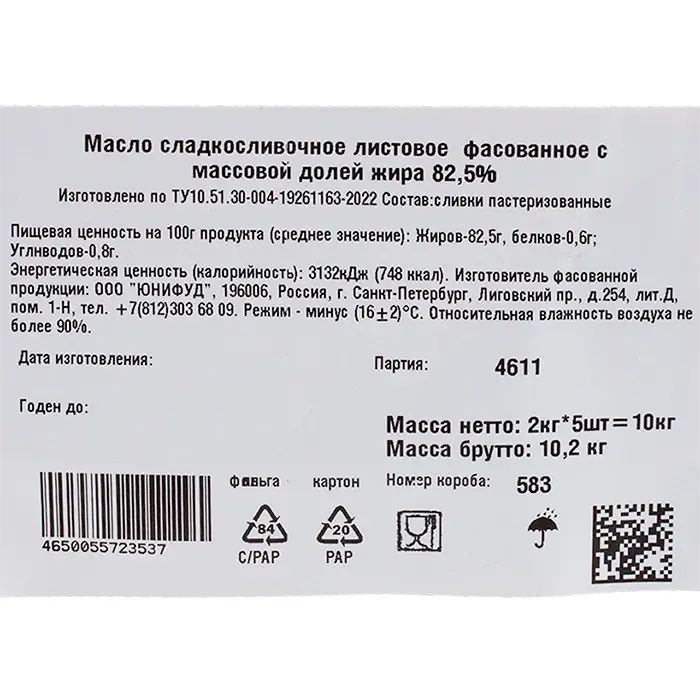 Масло сладкосливочное листовое фасованное с
массовой долей жира 82,5%
Изготовлено по ТУ10.51.30-004-19261163-2022 Состав:сливки пастеризованные
Пищевая ценность на 100г продукта (среднее значение): Жиров-82,5г, белков-0,6г;
Углнводов-0,8г.
Энергетическая ценность (калорийность): 3132кДж (748 ккал). Изготовитель фасованной
продукции: ООО "ЮНИФУД", 196006, Россия, г. Санкт-Петербург, Лиговский пр., д.254, лит.Д,
пом. 1-Н, тел. +7(812)303 68 09. Режим - минус (16±2)°С. Относительная влажность воздуха не
более 90%.
Дата изготовления:
Партия: 4611
Годен до:
Масса нетто: 2кг*5шт=10кг
Масса брутто: 10,2 кг
фольга картон Номер короба: 583
84 20
C/PAP PAP
4650055723537